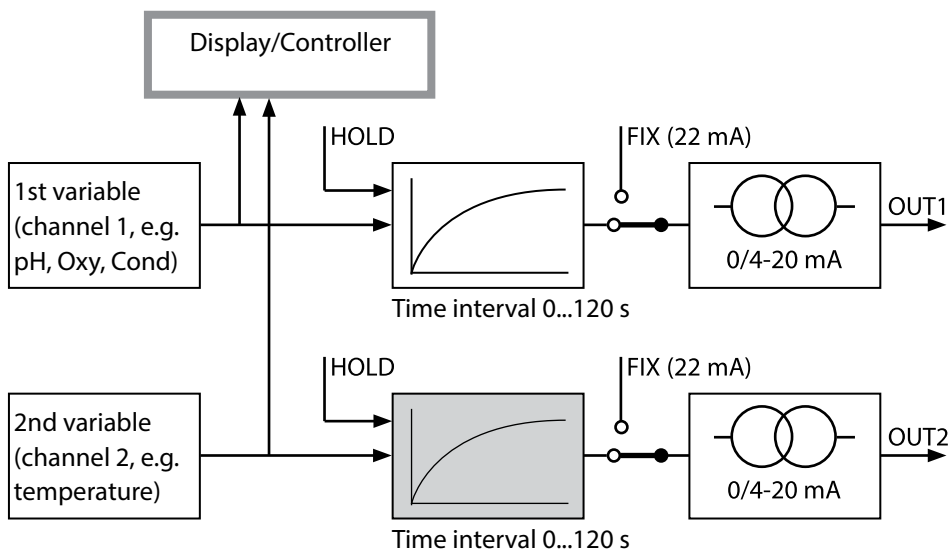 Display/Controller
HOLD
FIX (22 mA)
1st variable
(channel 1, e.g.
pH, Oxy, Cond)
OUT1
0/4-20 mA
Time interval 0...120 s
HOLD
FIX (22 mA)
2nd variable
(channel 2, e.g.
temperature)
OUT2
0/4-20 mA
Time interval 0...120 s